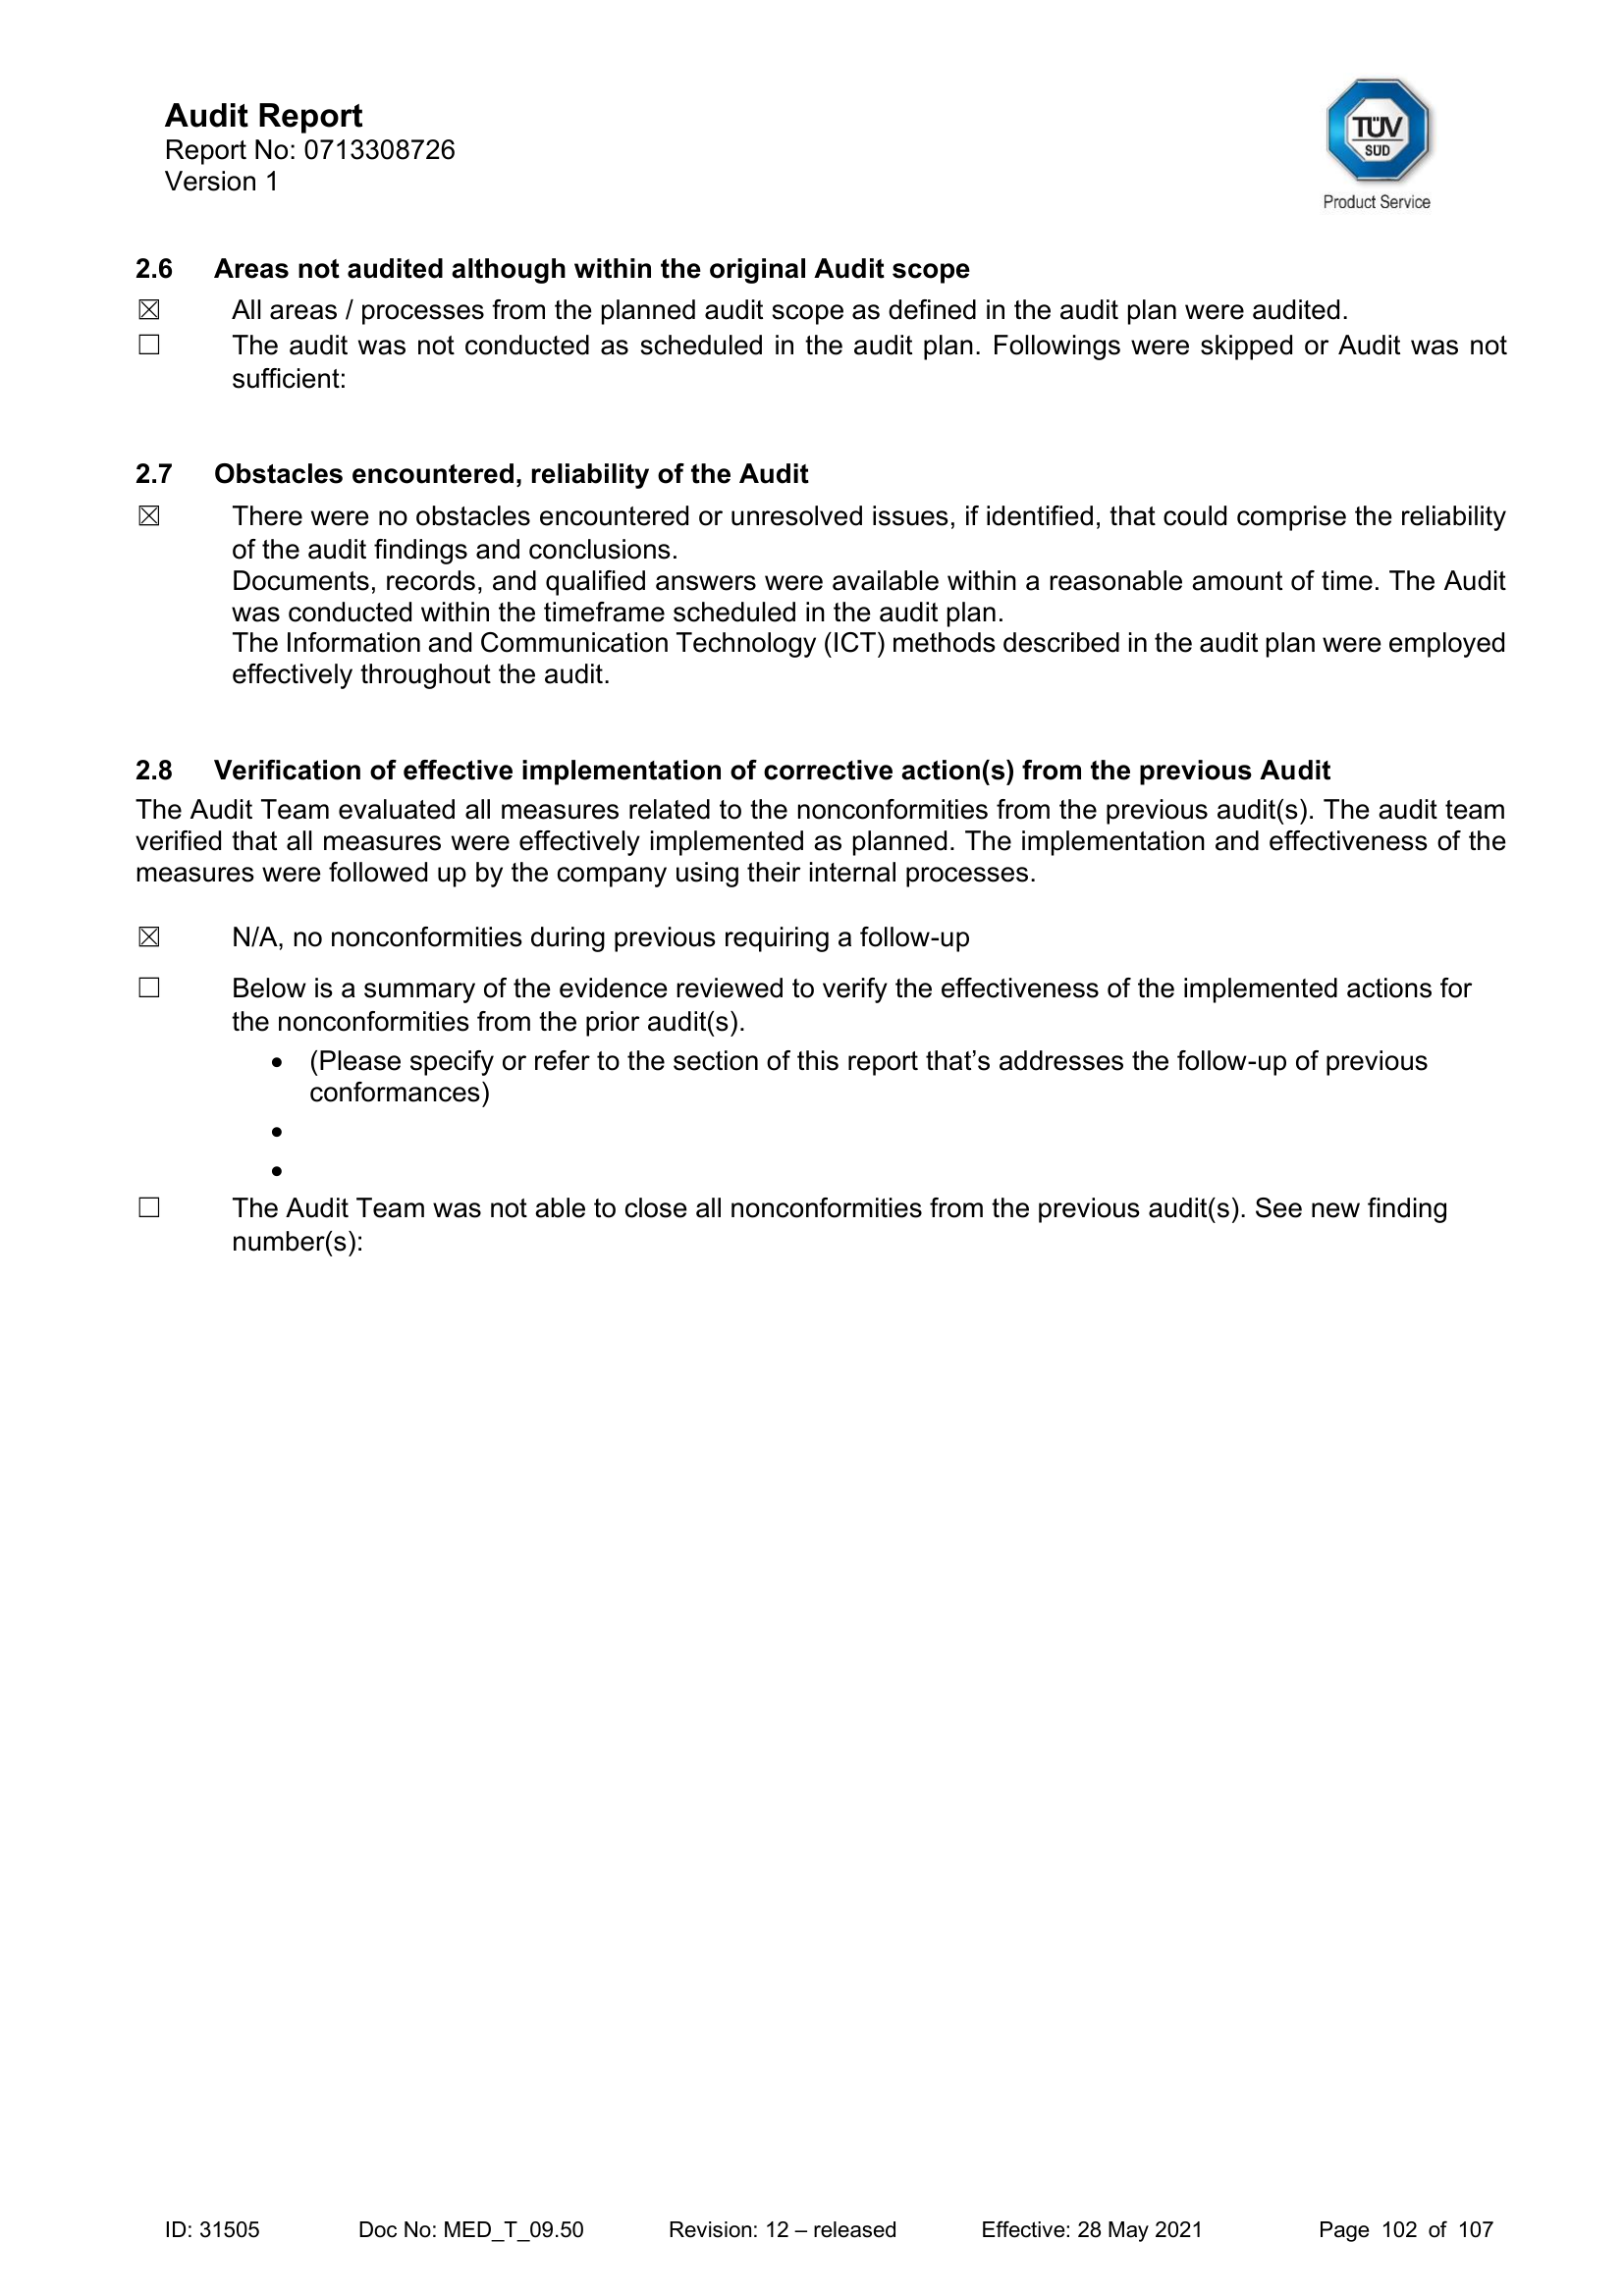 Audit Report
Report No: 0713308726
Version 1
TÜV
SÜD
Product Service
2.6 Areas not audited although within the original Audit scope
☒ All areas / processes from the planned audit scope as defined in the audit plan were audited.
☐ The audit was not conducted as scheduled in the audit plan. Followings were skipped or Audit was not
sufficient:
2.7 Obstacles encountered, reliability of the Audit
☒ There were no obstacles encountered or unresolved issues, if identified, that could comprise the reliability
of the audit findings and conclusions.
Documents, records, and qualified answers were available within a reasonable amount of time. The Audit
was conducted within the timeframe scheduled in the audit plan.
The Information and Communication Technology (ICT) methods described in the audit plan were employed
effectively throughout the audit.
2.8 Verification of effective implementation of corrective action(s) from the previous Audit
The Audit Team evaluated all measures related to the nonconformities from the previous audit(s). The audit team
verified that all measures were effectively implemented as planned. The implementation and effectiveness of the
measures were followed up by the company using their internal processes.
☒ N/A, no nonconformities during previous requiring a follow-up
☐ Below is a summary of the evidence reviewed to verify the effectiveness of the implemented actions for
the nonconformities from the prior audit(s).
• (Please specify or refer to the section of this report that’s addresses the follow-up of previous
conformances)
•
•
☐ The Audit Team was not able to close all nonconformities from the previous audit(s). See new finding
number(s):
ID: 31505 Doc No: MED_T_09.50 Revision: 12 – released Effective: 28 May 2021 Page 102 of 107